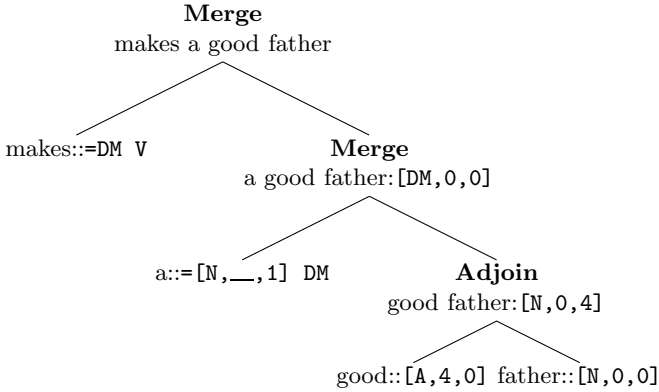 Merge
makes a good father
makes::=DM V
Merge
a good father:[DM,0,0]
a::=[N,__,1] DM
Adjoin
good father:[N,0,4]
good::[A,4,0] father::[N,0,0]